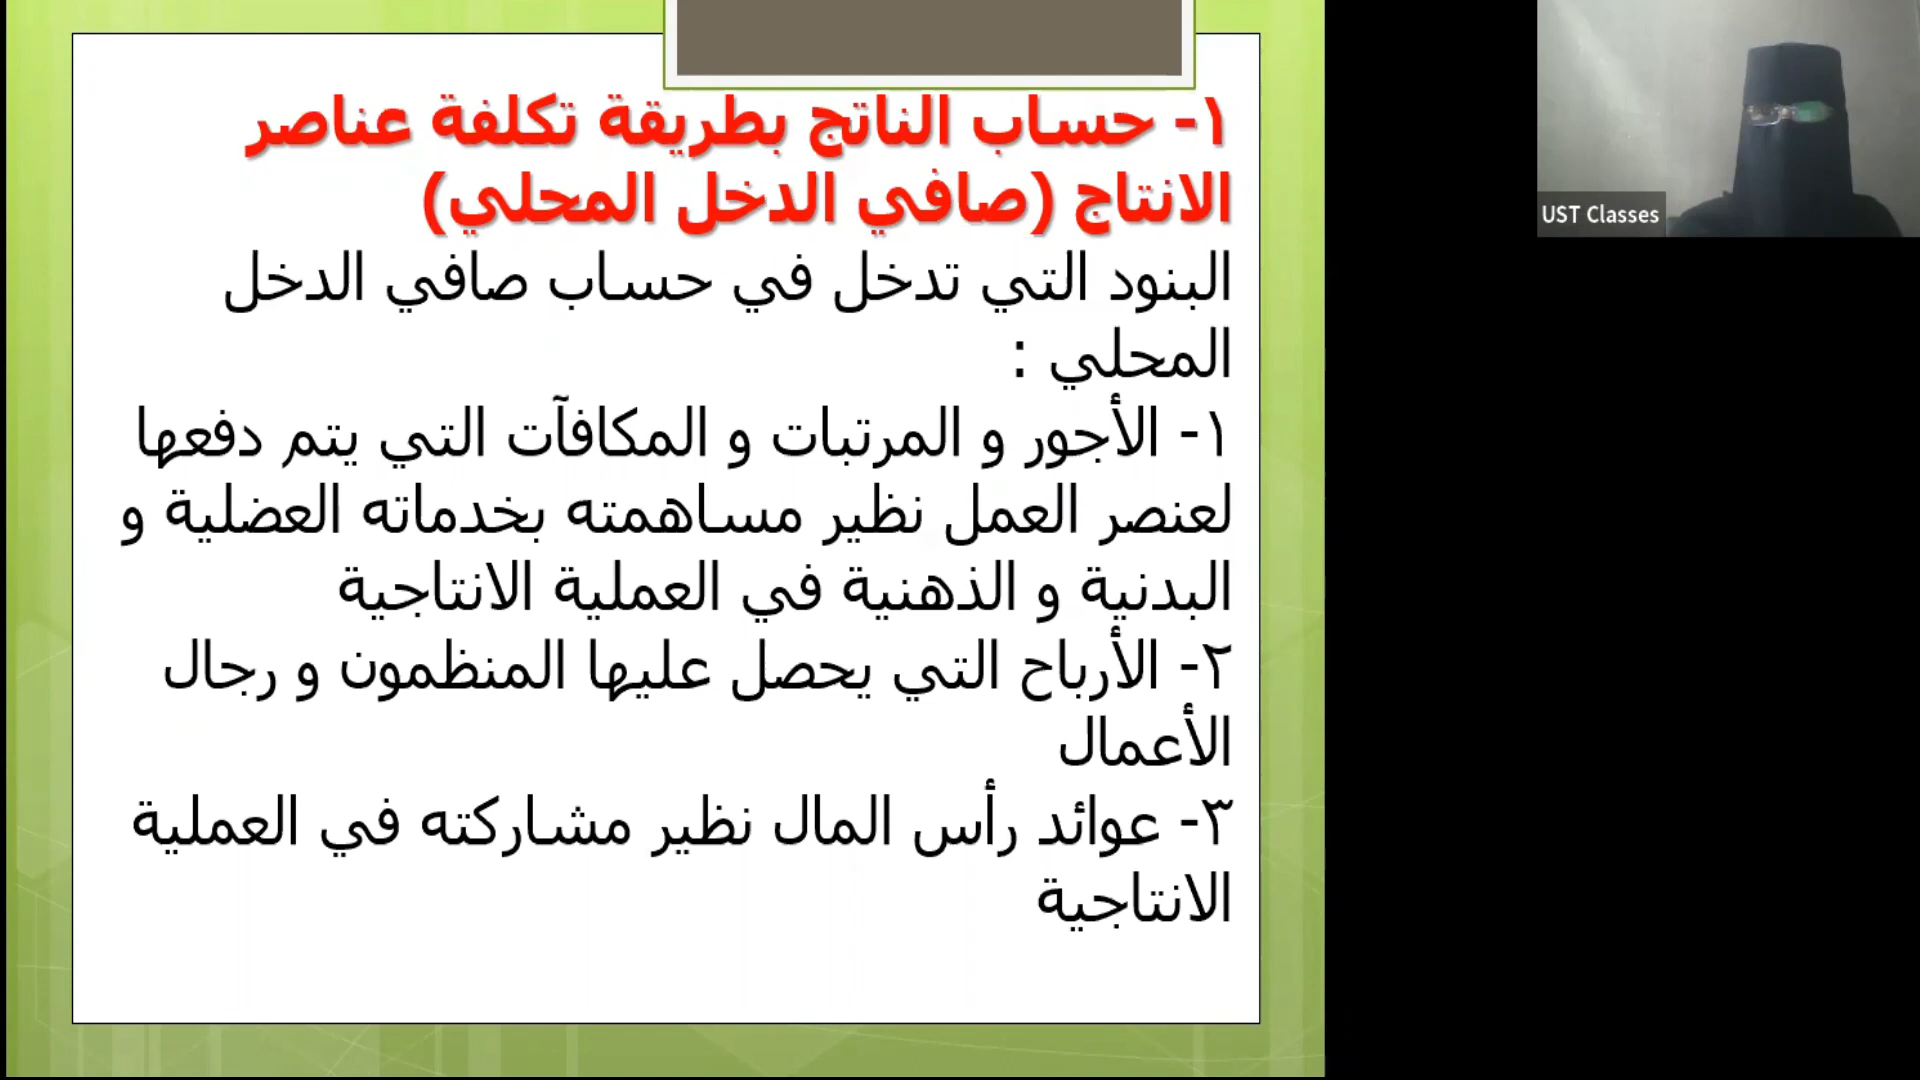 ١- حساب الناتج بطريقة تكلفة عناصر
الانتاج (صافي الدخل المحلي)
البنود التي تدخل في حساب صافي الدخل
المحلي :
١- الأجور و المرتبات و المكافآت التي يتم دفعها
لعنصر العمل نظير مساهمته بخدماته العضلية و
البدنية و الذهنية في العملية الانتاجية
٢- الأرباح التي يحصل عليها المنظمون و رجال
الأعمال
٣- عوائد رأس المال نظير مشاركته في العملية
الانتاجية
UST Classes